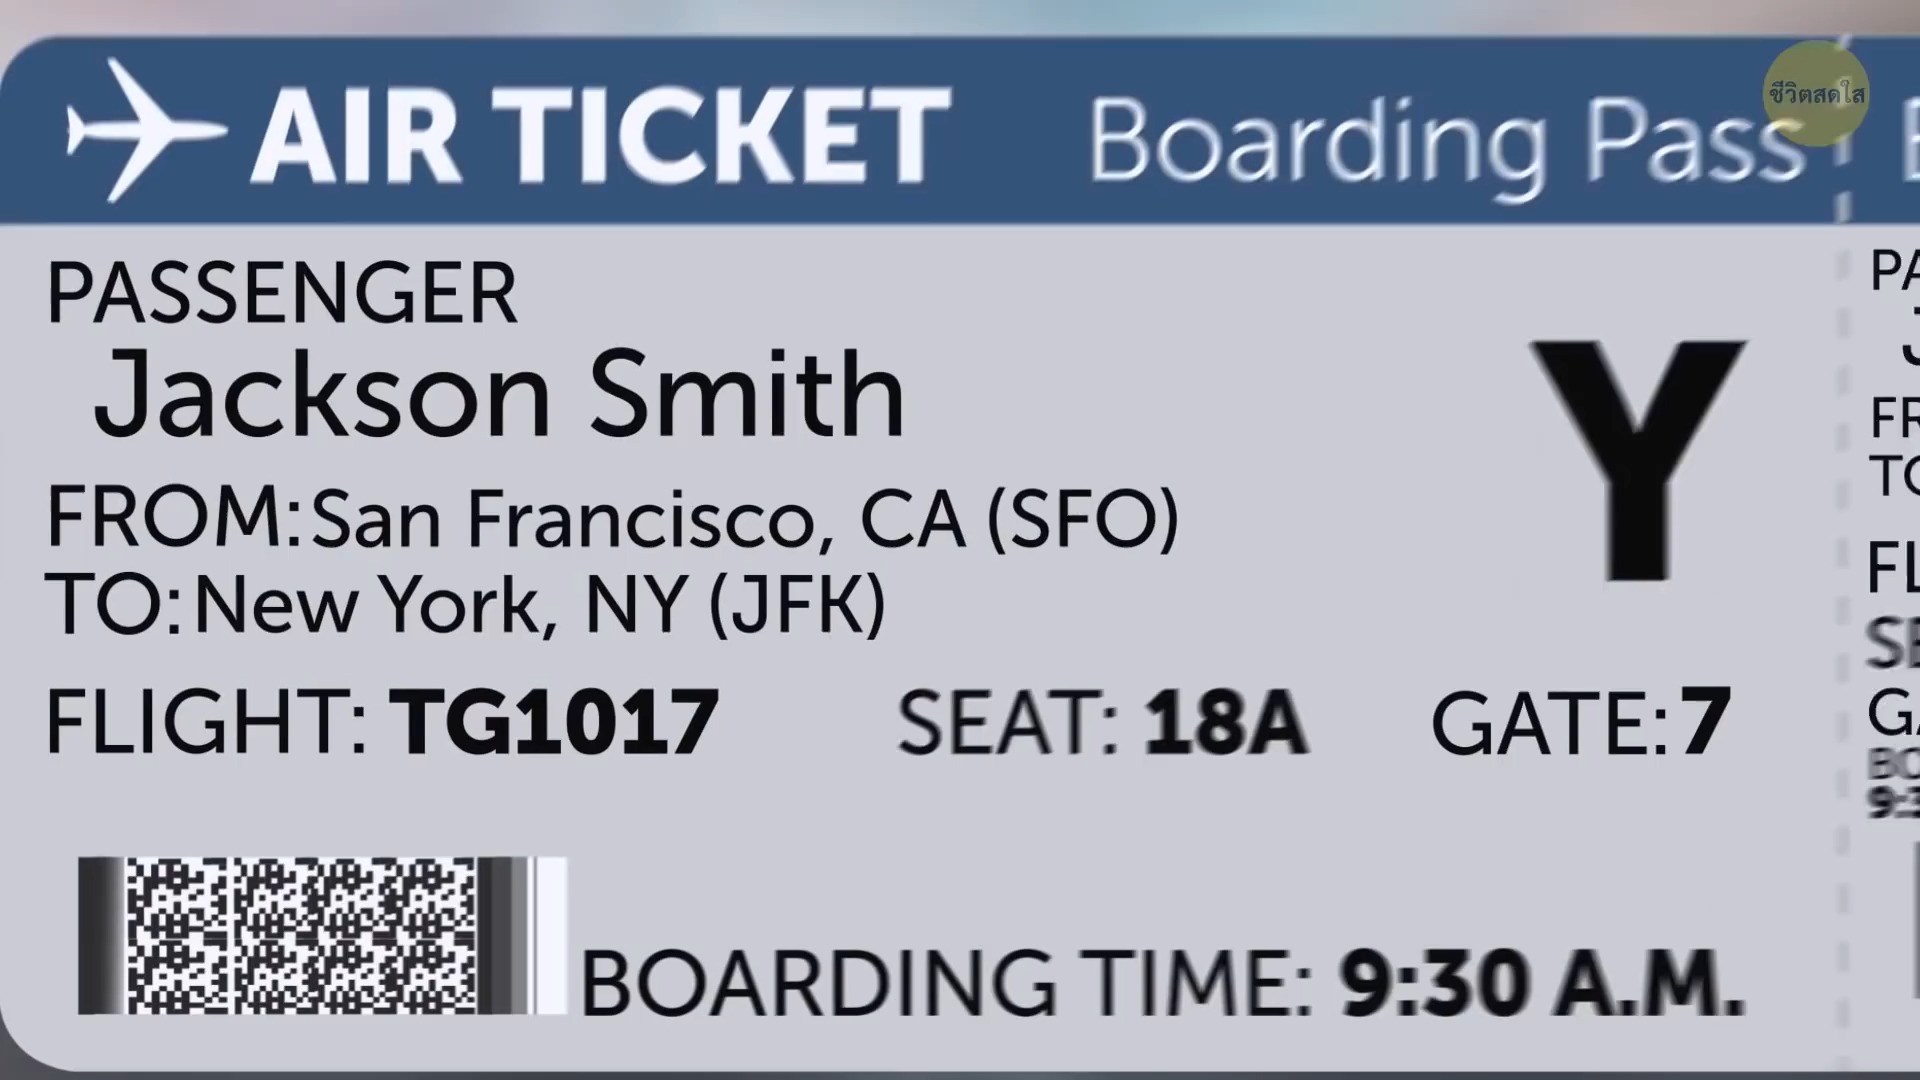 AIR TICKET Boarding Pass
ชีวิตสดใส
PASSENGER
Jackson Smith
Y
FROM: San Francisco, CA (SFO)
TO: New York, NY (JFK)
FLIGHT: TG1017 SEAT: 18A GATE: 7
BOARDING TIME: 9:30 A.M.